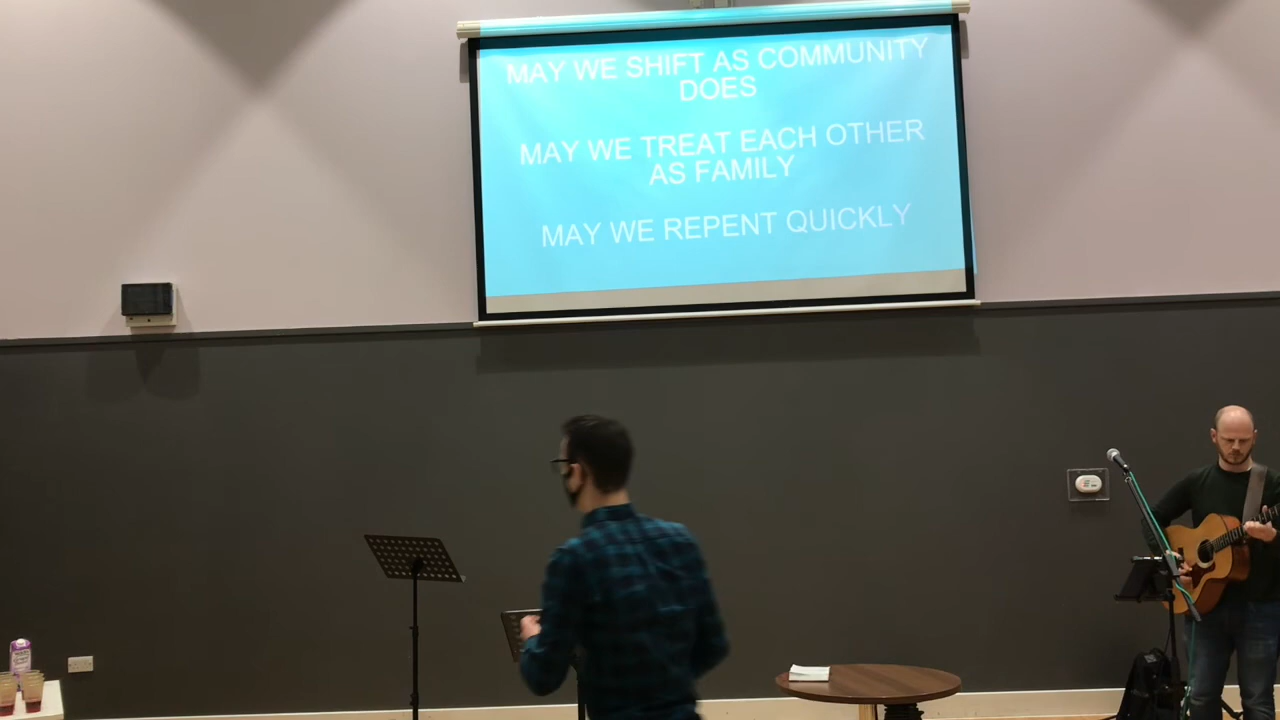 MAY WE SHIFT AS COMMUNITY
DOES
MAY WE TREAT EACH OTHER
AS FAMILY
MAY WE REPENT QUICKLY